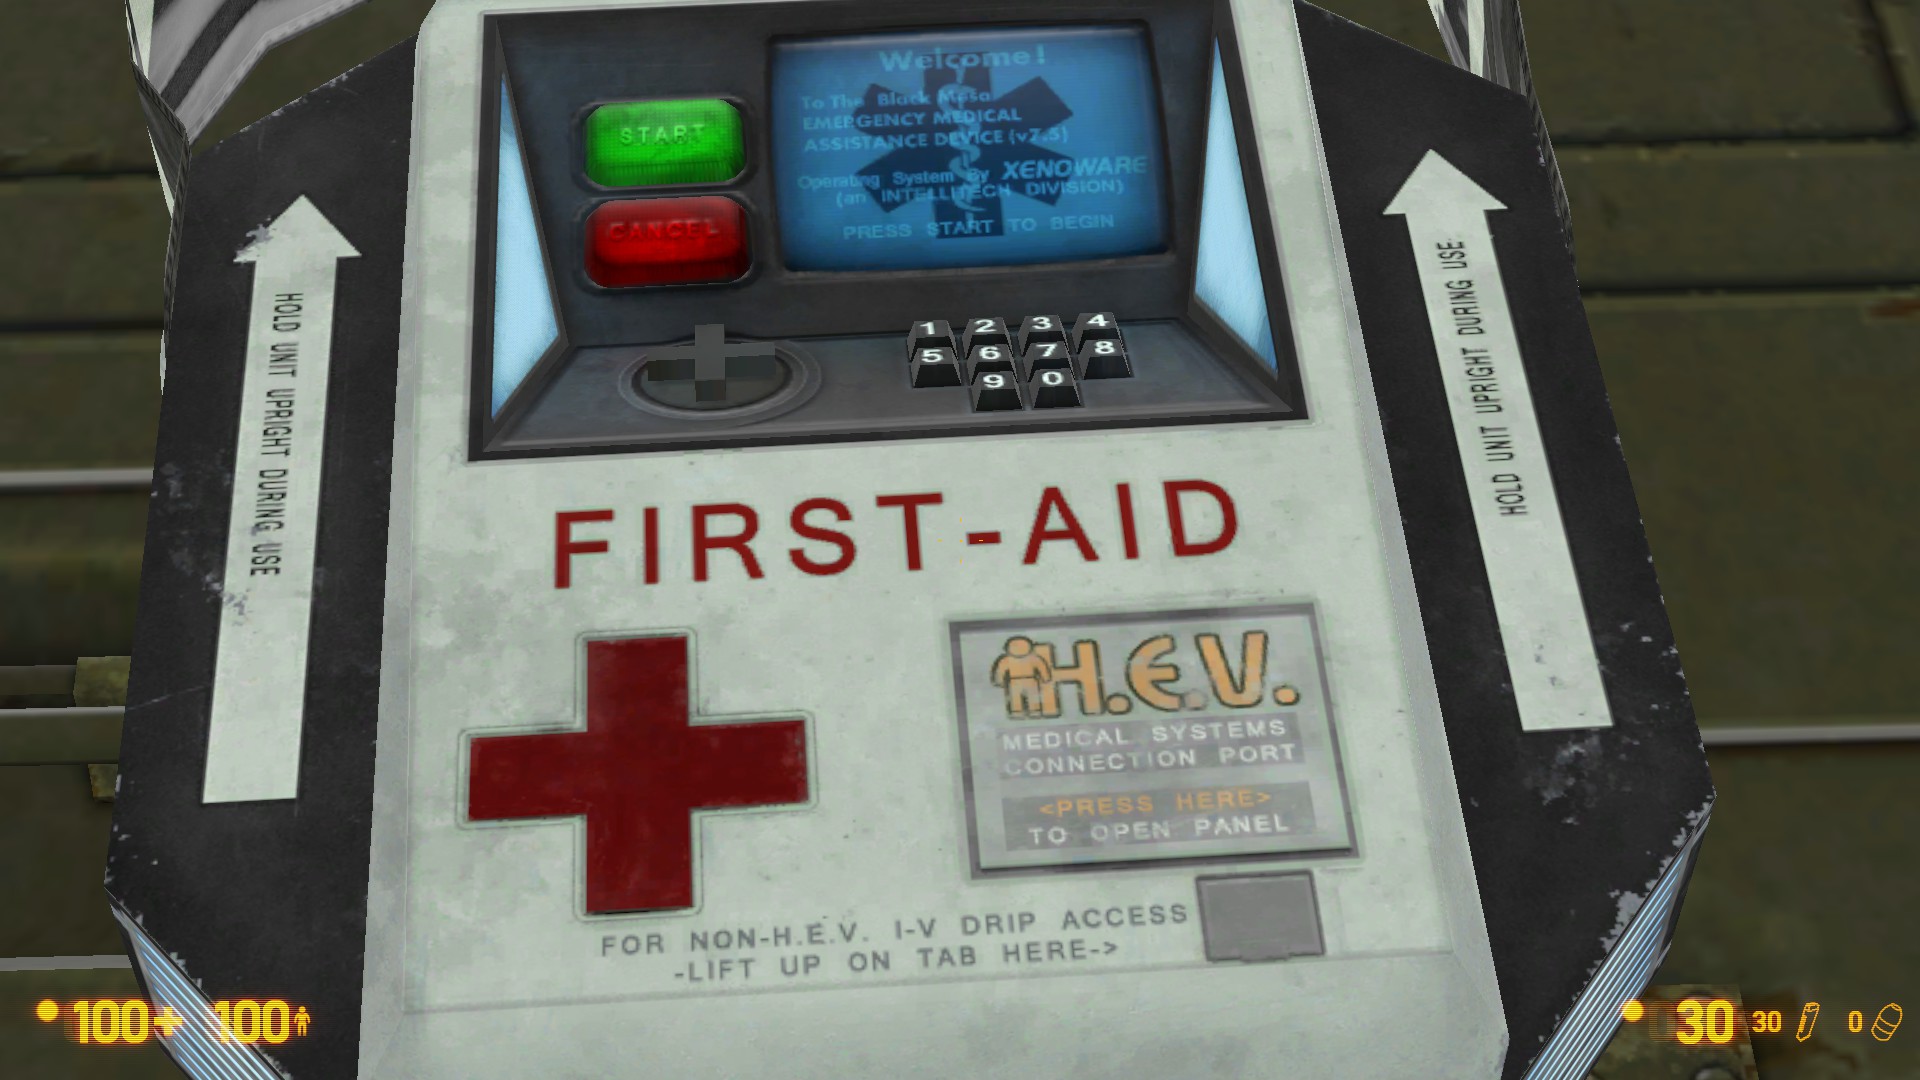 Welcome!
To The Black Mesa
EMERGENCY MEDICAL
ASSISTANCE DEVICE (v7.5)
Operating System By XENOWARE
(an INTELLITECH DIVISION)
PRESS START TO BEGIN
START
CANCEL
1 2 3 4
5 6 7 8
9 0
HOLD UNIT UPRIGHT DURING USE
HOLD UNIT UPRIGHT DURING USE
FIRST-AID
H.E.V.
MEDICAL SYSTEMS
CONNECTION PORT
<PRESS HERE>
TO OPEN PANEL
FOR NON-H.E.V. I-V DRIP ACCESS
-LIFT UP ON TAB HERE->
100 100
30 30 0